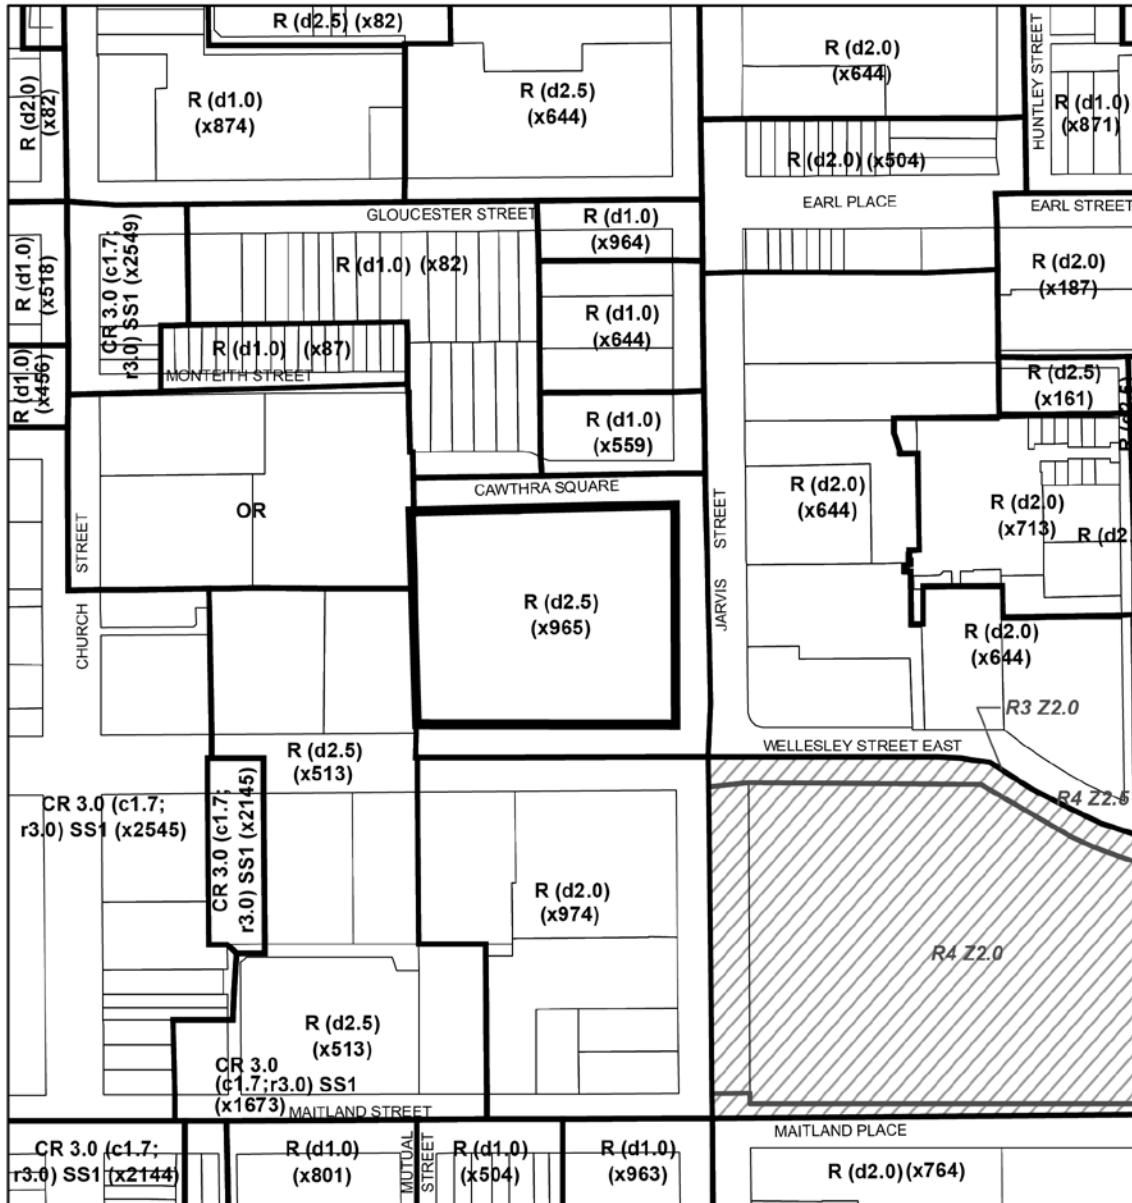 R (d2.5) (x82)
R (d2.0)
(x82)
R (d1.0)
(x874)
R (d2.5)
(x644)
R (d2.0)
(x644)
HUNTLEY STREET
R (d1.0)
(x871)
R (d2.0) (x504)
EARL PLACE
EARL STREET
GLOUCESTER STREET
R (d1.0)
(x964)
R (d1.0)
(x518)
CR 3.0 (c1.7;
r3.0) SS1 (x2549)
R (d1.0) (x82)
R (d2.0)
(x187)
R (d1.0)
(x644)
R (d1.0) (x87)
MONTEITH STREET
R (d1.0)
(x456)
R (d2.5)
(x161)
R (d1.0)
(x559)
CAWTHRA SQUARE
OR
R (d2.0)
(x644)
R (d2.0)
(x713)
R (d2.
CHURCH STREET
JARVIS STREET
R (d2.5)
(x965)
R (d2.0)
(x644)
R3 Z2.0
WELLESLEY STREET EAST
R (d2.5)
(x513)
R4 Z2.5
CR 3.0 (c1.7;
r3.0) SS1 (x2545)
CR 3.0 (c1.7;
r3.0) SS1 (x2145)
R (d2.0)
(x974)
R4 Z2.0
R (d2.5)
(x513)
CR 3.0
(c1.7;r3.0) SS1
(x1673)
MAITLAND STREET
MAITLAND PLACE
CR 3.0 (c1.7;
r3.0) SS1 (x2144)
R (d1.0)
(x801)
MUTUAL
STREET
R (d1.0)
(x504)
R (d1.0)
(x963)
R (d2.0) (x764)